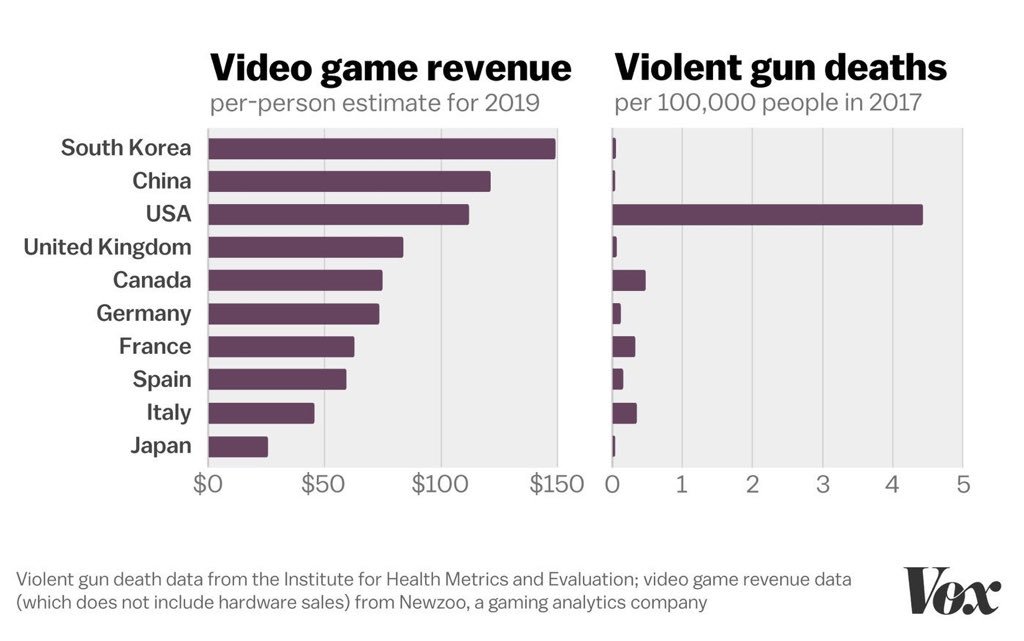 Video game revenue
per-person estimate for 2019
Violent gun deaths
per 100,000 people in 2017
South Korea
China
USA
United Kingdom
Canada
Germany
France
Spain
Italy
Japan
$0 $50 $100 $150
0 1 2 3 4 5
Violent gun death data from the Institute for Health Metrics and Evaluation; video game revenue data
(which does not include hardware sales) from Newzoo, a gaming analytics company
Vox